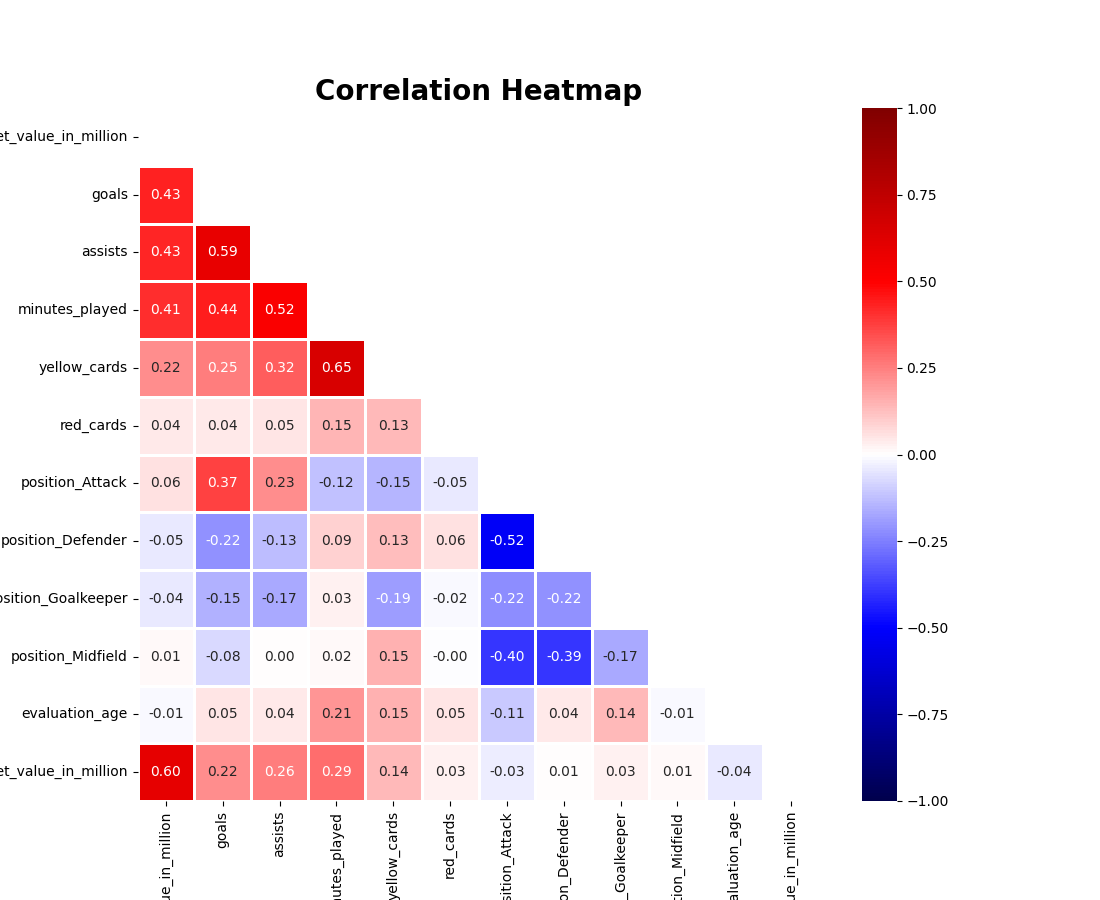 Correlation Heatmap
et_value_in_million
goals 0.43
assists 0.43 0.59
minutes_played 0.41 0.44 0.52
yellow_cards 0.22 0.25 0.32 0.65
red_cards 0.04 0.04 0.05 0.15 0.13
position_Attack 0.06 0.37 0.23 -0.12 -0.15 -0.05
position_Defender -0.05 -0.22 -0.13 0.09 0.13 0.06 -0.52
osition_Goalkeeper -0.04 -0.15 -0.17 0.03 -0.19 -0.02 -0.22 -0.22
position_Midfield 0.01 -0.08 0.00 0.02 0.15 -0.00 -0.40 -0.39 -0.17
evaluation_age -0.01 0.05 0.04 0.21 0.15 0.05 -0.11 0.04 0.14 -0.01
et_value_in_million 0.60 0.22 0.26 0.29 0.14 0.03 -0.03 0.01 0.03 0.01 -0.04
ue_in_million
goals
assists
nutes_played
yellow_cards
red_cards
sition_Attack
on_Defender
_Goalkeeper
tion_Midfield
aluation_age
ue_in_million
1.00
0.75
0.50
0.25
0.00
−0.25
−0.50
−0.75
−1.00